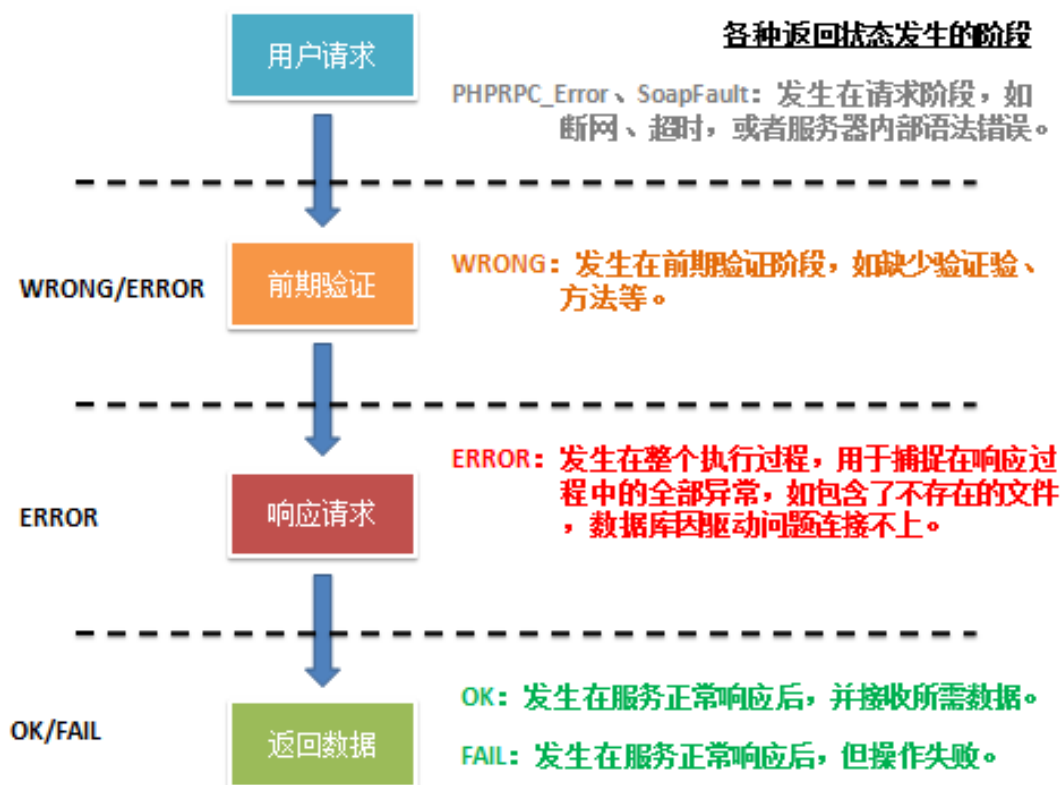 各种返回状态发生的阶段
用户请求
PHPRPC_Error、SoapFault：发生在请求阶段，如
断网、超时，或者服务器内部语法错误。
WRONG/ERROR
前期验证
WRONG：发生在前期验证阶段，如缺少验证验、
方法等。
ERROR
响应请求
ERROR：发生在整个执行过程，用于捕捉在响应过
程中的全部异常，如包含了不存在的文件
，数据库因驱动问题连接不上。
OK/FAIL
返回数据
OK：发生在服务正常响应后，并接收所需数据。
FAIL：发生在服务正常响应后，但操作失败。